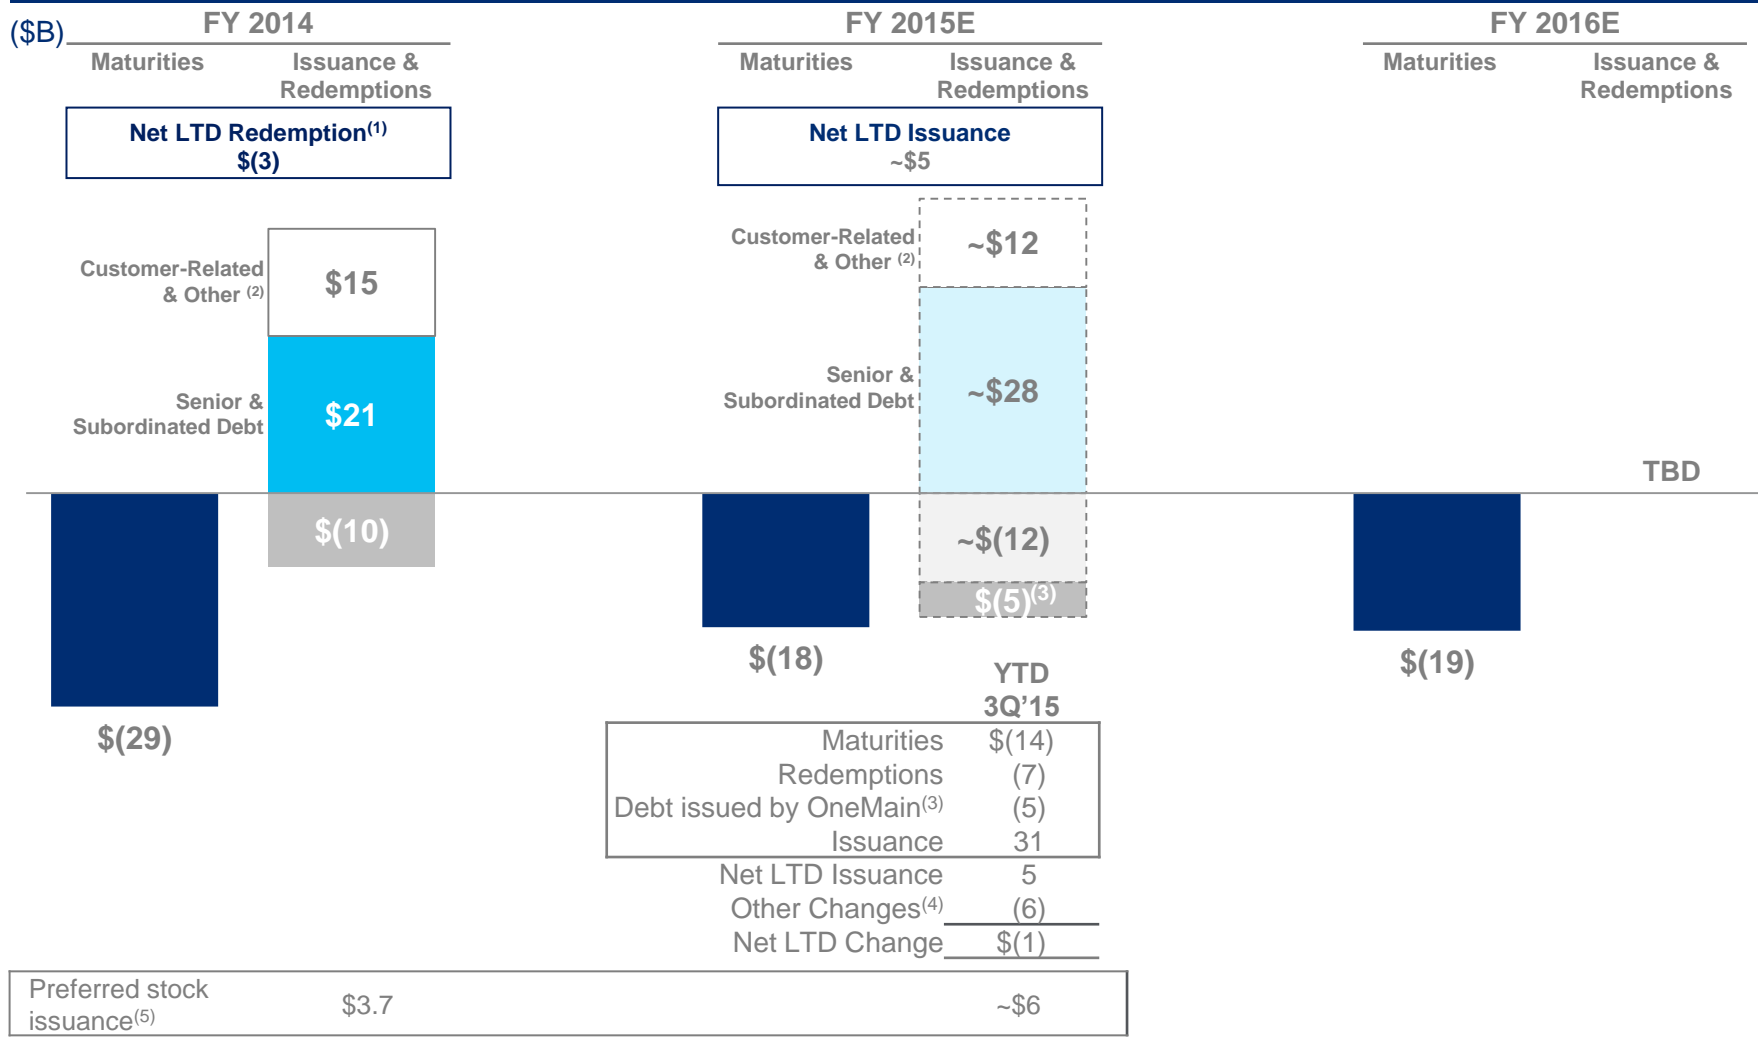 ($B)
FY 2014
Maturities
Issuance &
Redemptions
Net LTD Redemption(1)
$(3)
Customer-Related
& Other (2)
$15
Senior &
Subordinated Debt
$21
$(10)
$(29)
FY 2015E
Maturities
Issuance &
Redemptions
Net LTD Issuance
~$5
Customer-Related
& Other (2)
~$12
Senior &
Subordinated Debt
~$28
~$(12)
$(5)(3)
$(18)
FY 2016E
Maturities
Issuance &
Redemptions
TBD
$(19)
YTD
3Q’15
Maturities $(14)
Redemptions (7)
Debt issued by OneMain(3) (5)
Issuance 31
Net LTD Issuance 5
Other Changes(4) (6)
Net LTD Change $(1)
Preferred stock
issuance(5) $3.7 ~$6